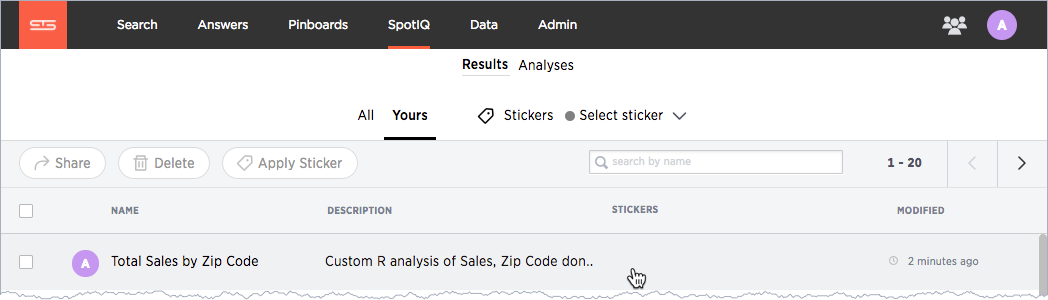 Search Answers Pinboards SpotIQ Data Admin A
Results Analyses
All Yours Stickers Select sticker
Share Delete Apply Sticker search by name 1 - 20
NAME DESCRIPTION STICKERS MODIFIED
A Total Sales by Zip Code Custom R analysis of Sales, Zip Code don.. 2 minutes ago